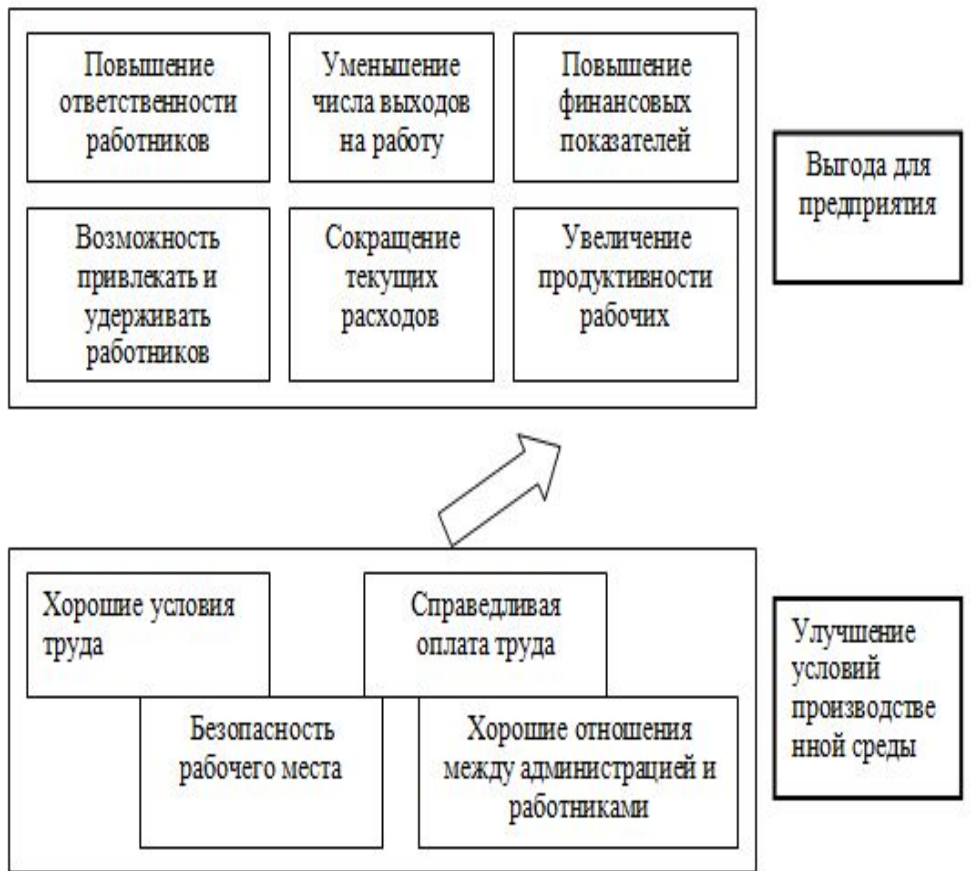 Повышение
ответственности
работников
Уменьшение
числа выходов
на работу
Повышение
финансовых
показателей
Возможность
привлекать и
удерживать
работников
Сокращение
текущих
расходов
Увеличение
продуктивности
рабочих
Выгода для
предприятия
Хорошие условия
труда
Справедливая
оплата труда
Безопасность
рабочего места
Хорошие отношения
между администрацией и
работниками
Улучшение
условий
производстве
нной среды